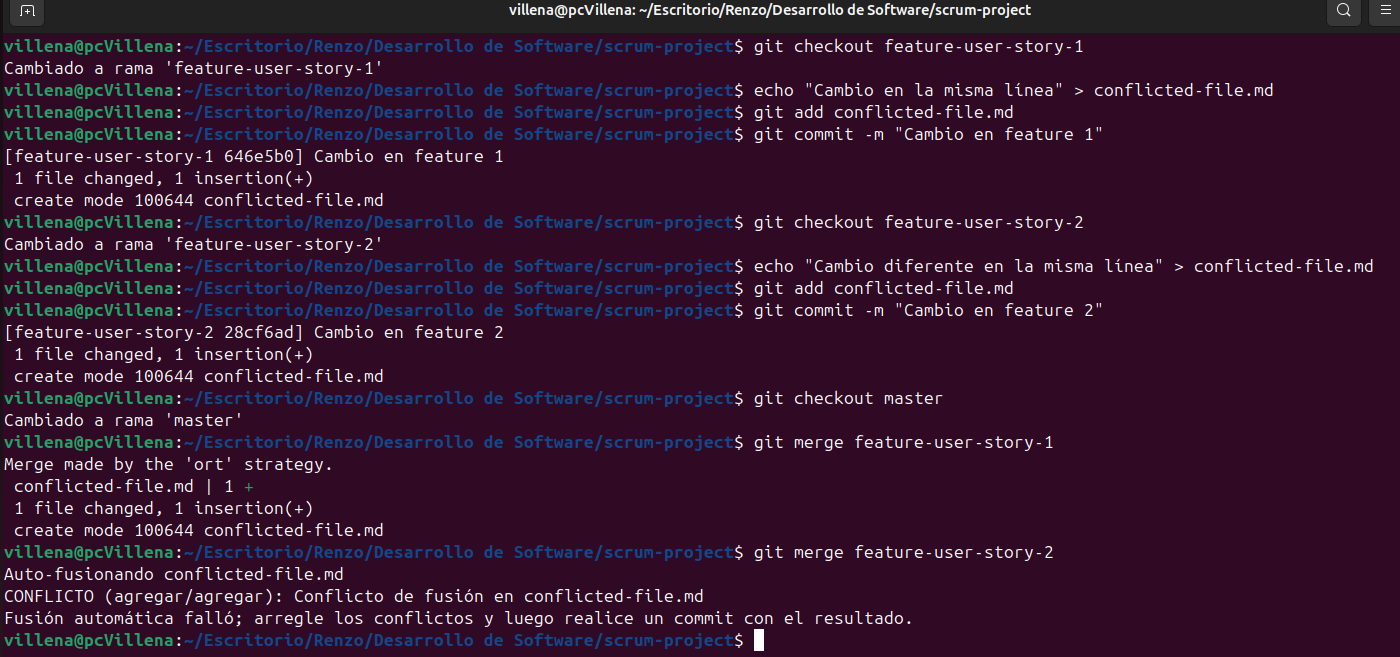 villena@pcVillena: ~/Escritorio/Renzo/Desarrollo de Software/scrum-project
villena@pcVillena:~/Escritorio/Renzo/Desarrollo de Software/scrum-project$ git checkout feature-user-story-1
Cambiado a rama 'feature-user-story-1'
villena@pcVillena:~/Escritorio/Renzo/Desarrollo de Software/scrum-project$ echo "Cambio en la misma línea" > conflicted-file.md
villena@pcVillena:~/Escritorio/Renzo/Desarrollo de Software/scrum-project$ git add conflicted-file.md
villena@pcVillena:~/Escritorio/Renzo/Desarrollo de Software/scrum-project$ git commit -m "Cambio en feature 1"
[feature-user-story-1 646e5b0] Cambio en feature 1
 1 file changed, 1 insertion(+)
 create mode 100644 conflicted-file.md
villena@pcVillena:~/Escritorio/Renzo/Desarrollo de Software/scrum-project$ git checkout feature-user-story-2
Cambiado a rama 'feature-user-story-2'
villena@pcVillena:~/Escritorio/Renzo/Desarrollo de Software/scrum-project$ echo "Cambio diferente en la misma línea" > conflicted-file.md
villena@pcVillena:~/Escritorio/Renzo/Desarrollo de Software/scrum-project$ git add conflicted-file.md
villena@pcVillena:~/Escritorio/Renzo/Desarrollo de Software/scrum-project$ git commit -m "Cambio en feature 2"
[feature-user-story-2 28cf6ad] Cambio en feature 2
 1 file changed, 1 insertion(+)
 create mode 100644 conflicted-file.md
villena@pcVillena:~/Escritorio/Renzo/Desarrollo de Software/scrum-project$ git checkout master
Cambiado a rama 'master'
villena@pcVillena:~/Escritorio/Renzo/Desarrollo de Software/scrum-project$ git merge feature-user-story-1
Merge made by the 'ort' strategy.
 conflicted-file.md | 1 +
 1 file changed, 1 insertion(+)
 create mode 100644 conflicted-file.md
villena@pcVillena:~/Escritorio/Renzo/Desarrollo de Software/scrum-project$ git merge feature-user-story-2
Auto-fusionando conflicted-file.md
CONFLICTO (agregar/agregar): Conflicto de fusión en conflicted-file.md
Fusión automática falló; arregle los conflictos y luego realice un commit con el resultado.
villena@pcVillena:~/Escritorio/Renzo/Desarrollo de Software/scrum-project$